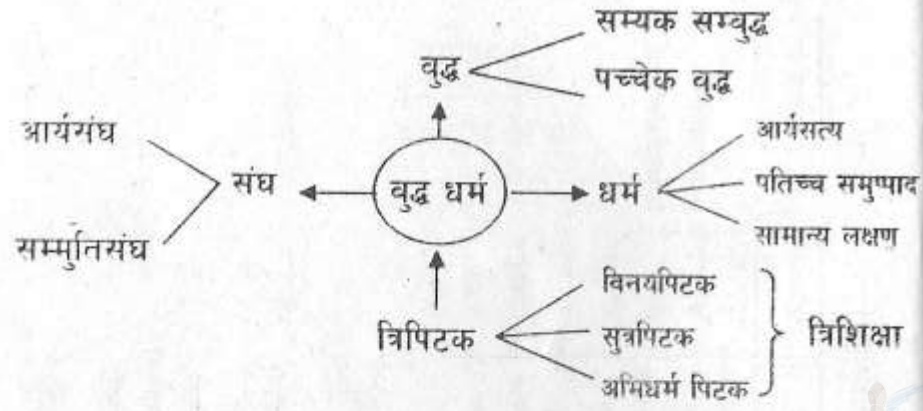 सम्यक सम्वुद्ध
वुद्ध
पच्चेक वुद्ध
आर्यसंघ
आर्यसत्य
संघ
वुद्ध धर्म
धर्म
पतिच्च समुप्पाद
सम्मुतिसंघ
सामान्य लक्षण
विनयपिटक
त्रिपिटक
सुत्रपिटक
त्रिशिक्षा
अभिधर्म पिटक